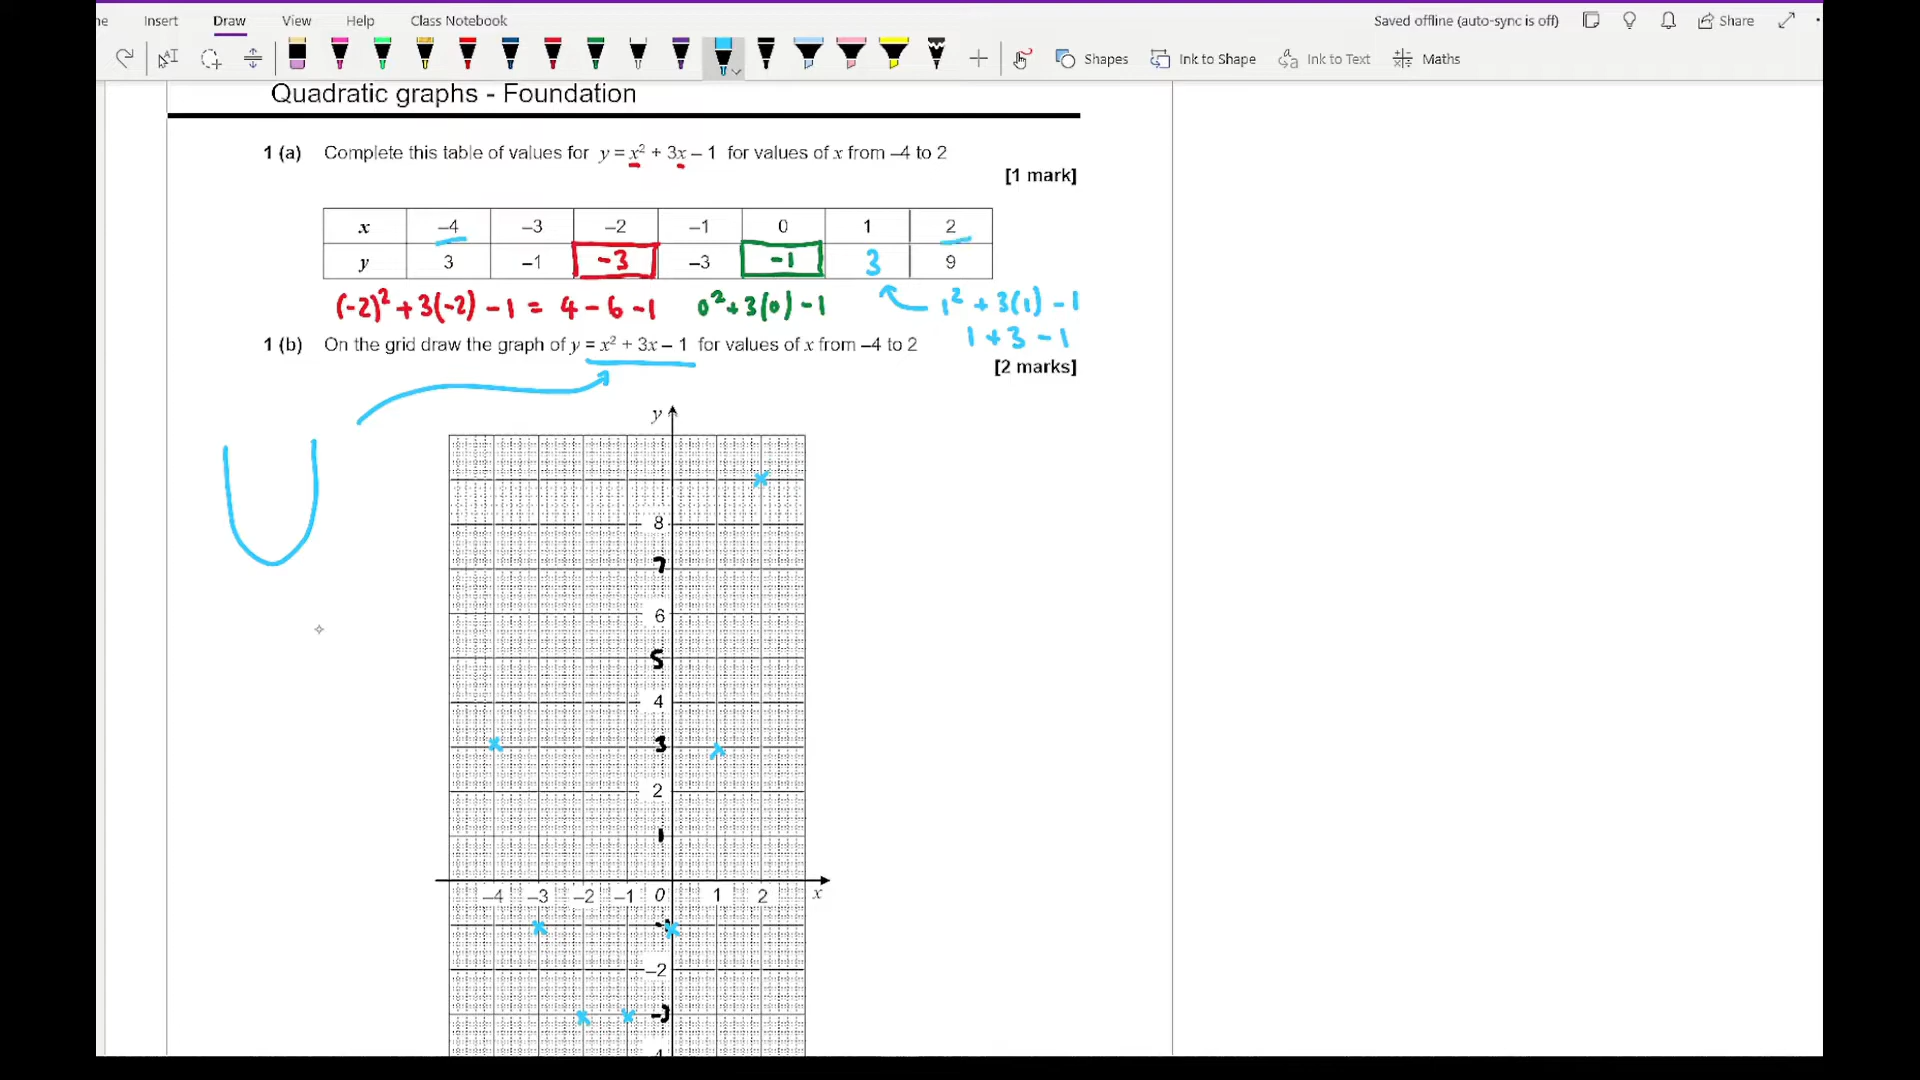 ne Insert Draw View Help Class Notebook Saved offline (auto-sync is off) Share
Shapes Ink to Shape Ink to Text Maths
Quadratic graphs - Foundation
1 (a) Complete this table of values for y = x² + 3x – 1 for values of x from –4 to 2
[1 mark]
x –4 –3 –2 –1 0 1 2
y 3 –1 -3 –3 -1 3 9
(-2)² + 3(-2) - 1 = 4 - 6 - 1 0² + 3(0) - 1 1² + 3(1) - 1
1 + 3 - 1
1 (b) On the grid draw the graph of y = x² + 3x – 1 for values of x from –4 to 2
[2 marks]
y
8
7
6
5
4
3
2
1
–4 –3 –2 –1 0 1 2 x
–2
-3